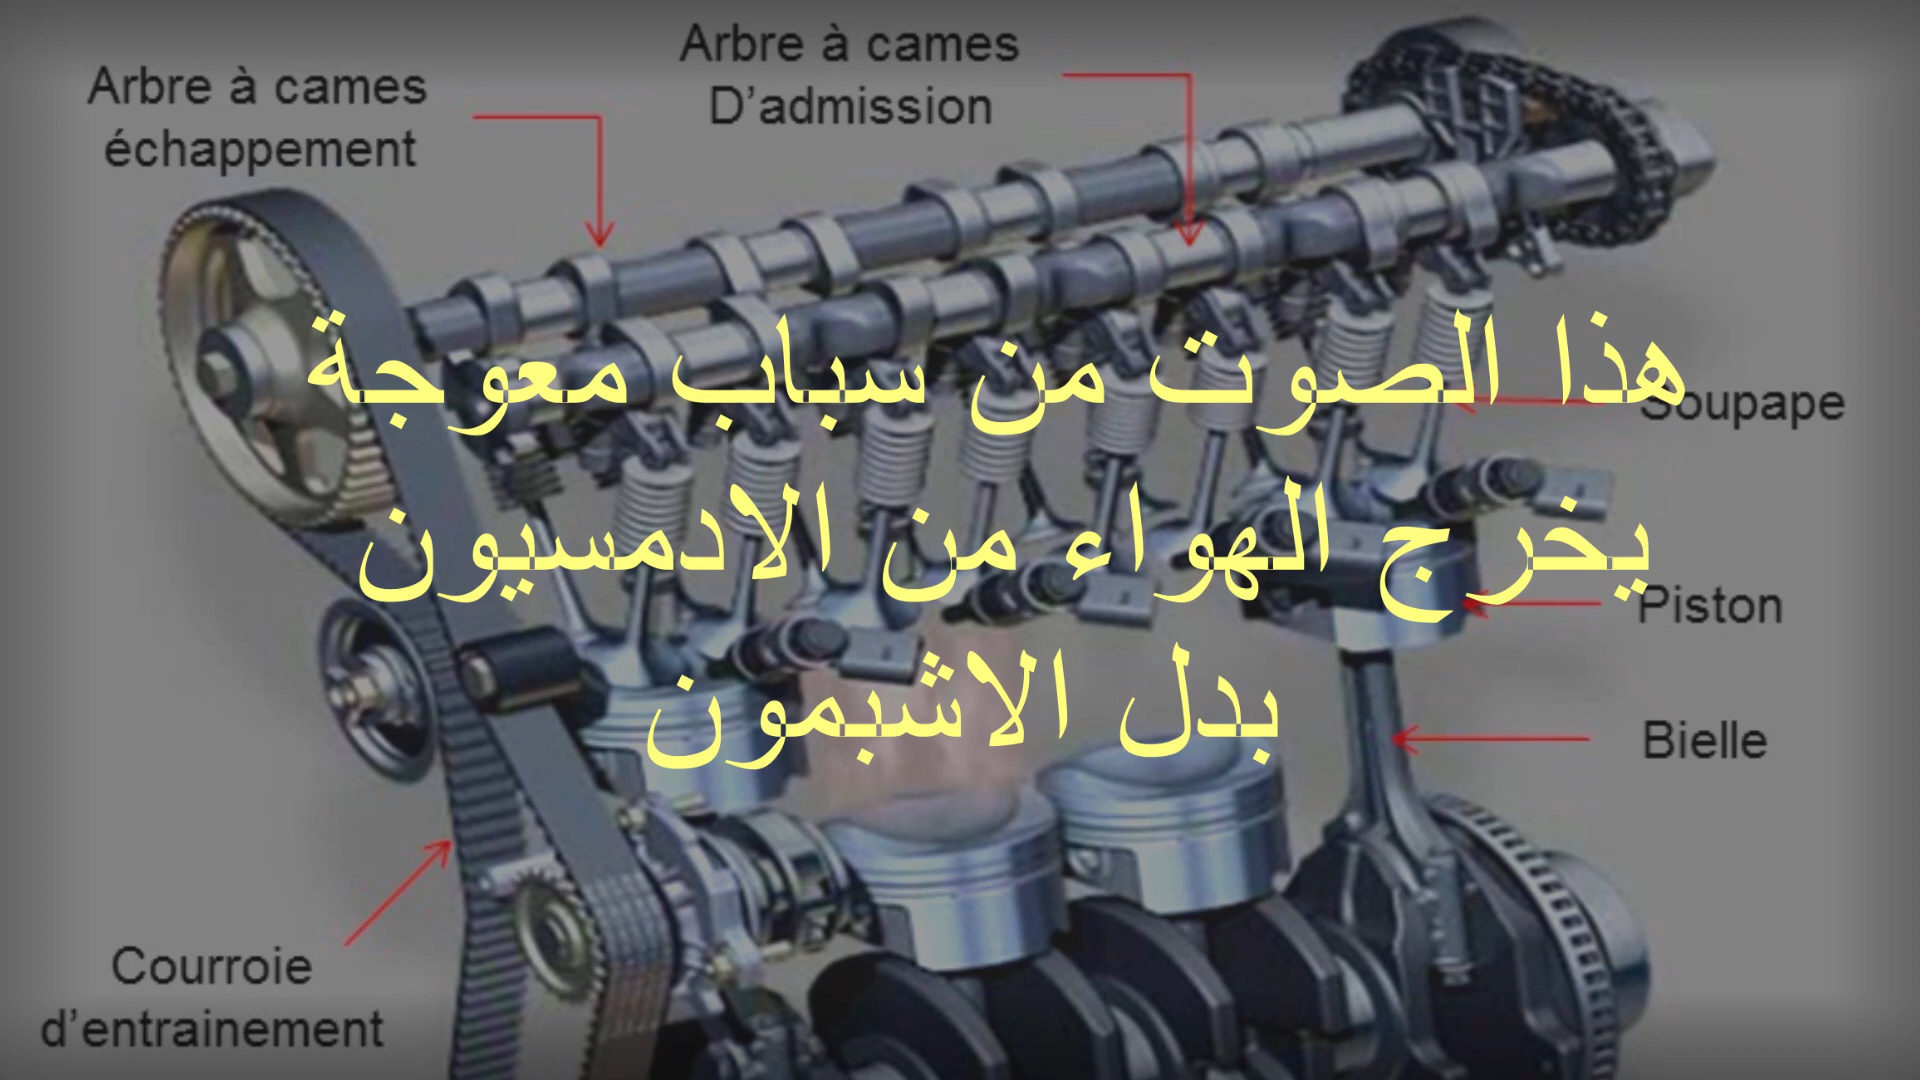 Arbre à cames
D’admission
Arbre à cames
échappement
هذا الصوت من سباب معوجة
يخرج الهواء من الادمسيون
بدل الاشبمون
Soupape
Piston
Bielle
Courroie
d’entrainement